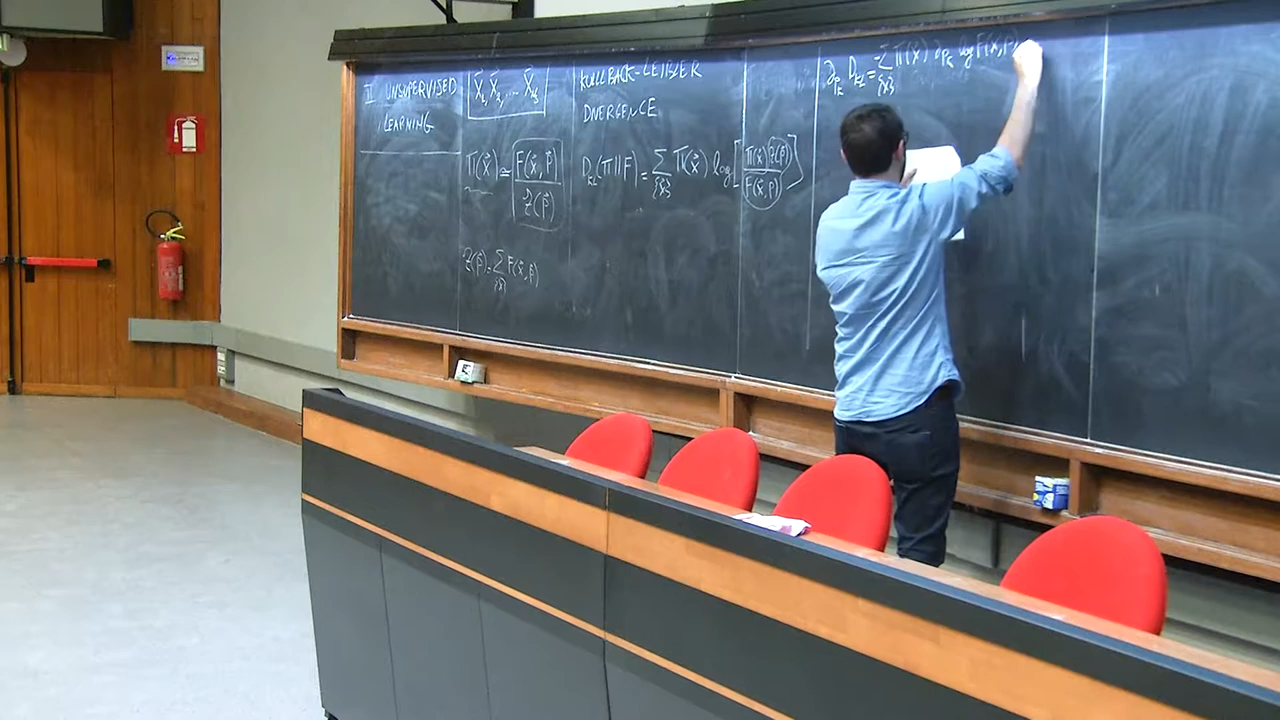 II UNSUPERVISED
LEARNING
X⃗₁, X⃗₂, ... X⃗ₘ
Π(x⃗) ≃ F(x⃗, p⃗) / Z(p⃗)
Z(p⃗) = Σ_{x} F(x⃗, p⃗)
KULLBACK-LEIBLER
DIVERGENCE
D_KL(Π||F) = Σ_{x} Π(x⃗) log[Π(x⃗) Z(p⃗) / F(x⃗, p)]
∂_{p_k} D_KL = -Σ_{x} Π(x) ∂_{p_k} log F(x, p)